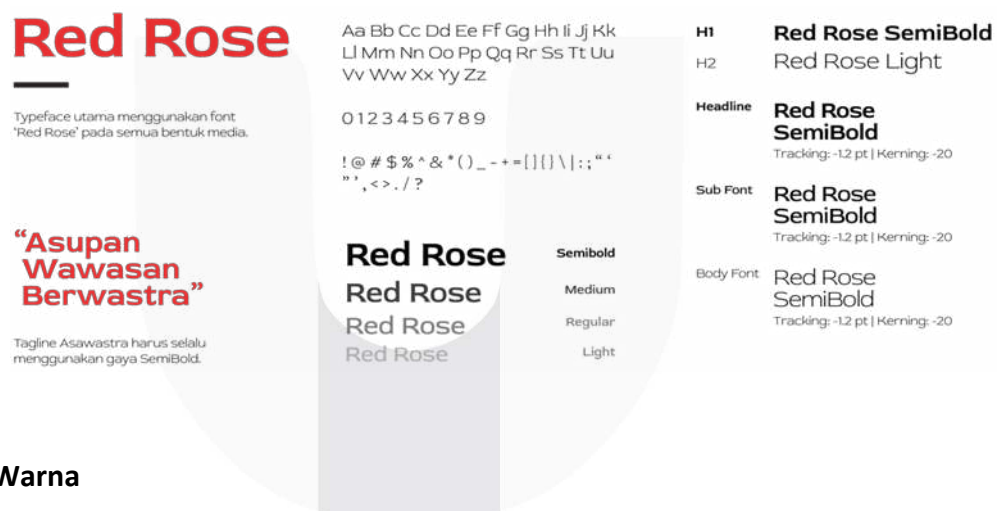 Red Rose
Typeface utama menggunakan font
'Red Rose' pada semua bentuk media.
"Asupan
Wawasan
Berwastra"
Tagline Asawastra harus selalu
menggunakan gaya SemiBold.
Aa Bb Cc Dd Ee Ff Gg Hh Ii Jj Kk
Ll Mm Nn Oo Pp Qq Rr Ss Tt Uu
Vv Ww Xx Yy Zz
0123456789
! @ # $ % ^ & * ( ) _ - + = [ ] { } \ | : ; “ ‘
” ’ , < > . / ?
Red Rose Semibold
Red Rose Medium
Red Rose Regular
Red Rose Light
H1 Red Rose SemiBold
H2 Red Rose Light
Headline Red Rose
SemiBold
Tracking: -1.2 pt | Kerning: -20
Sub Font Red Rose
SemiBold
Tracking: -1.2 pt | Kerning: -20
Body Font Red Rose
SemiBold
Tracking: -1.2 pt | Kerning: -20
Warna